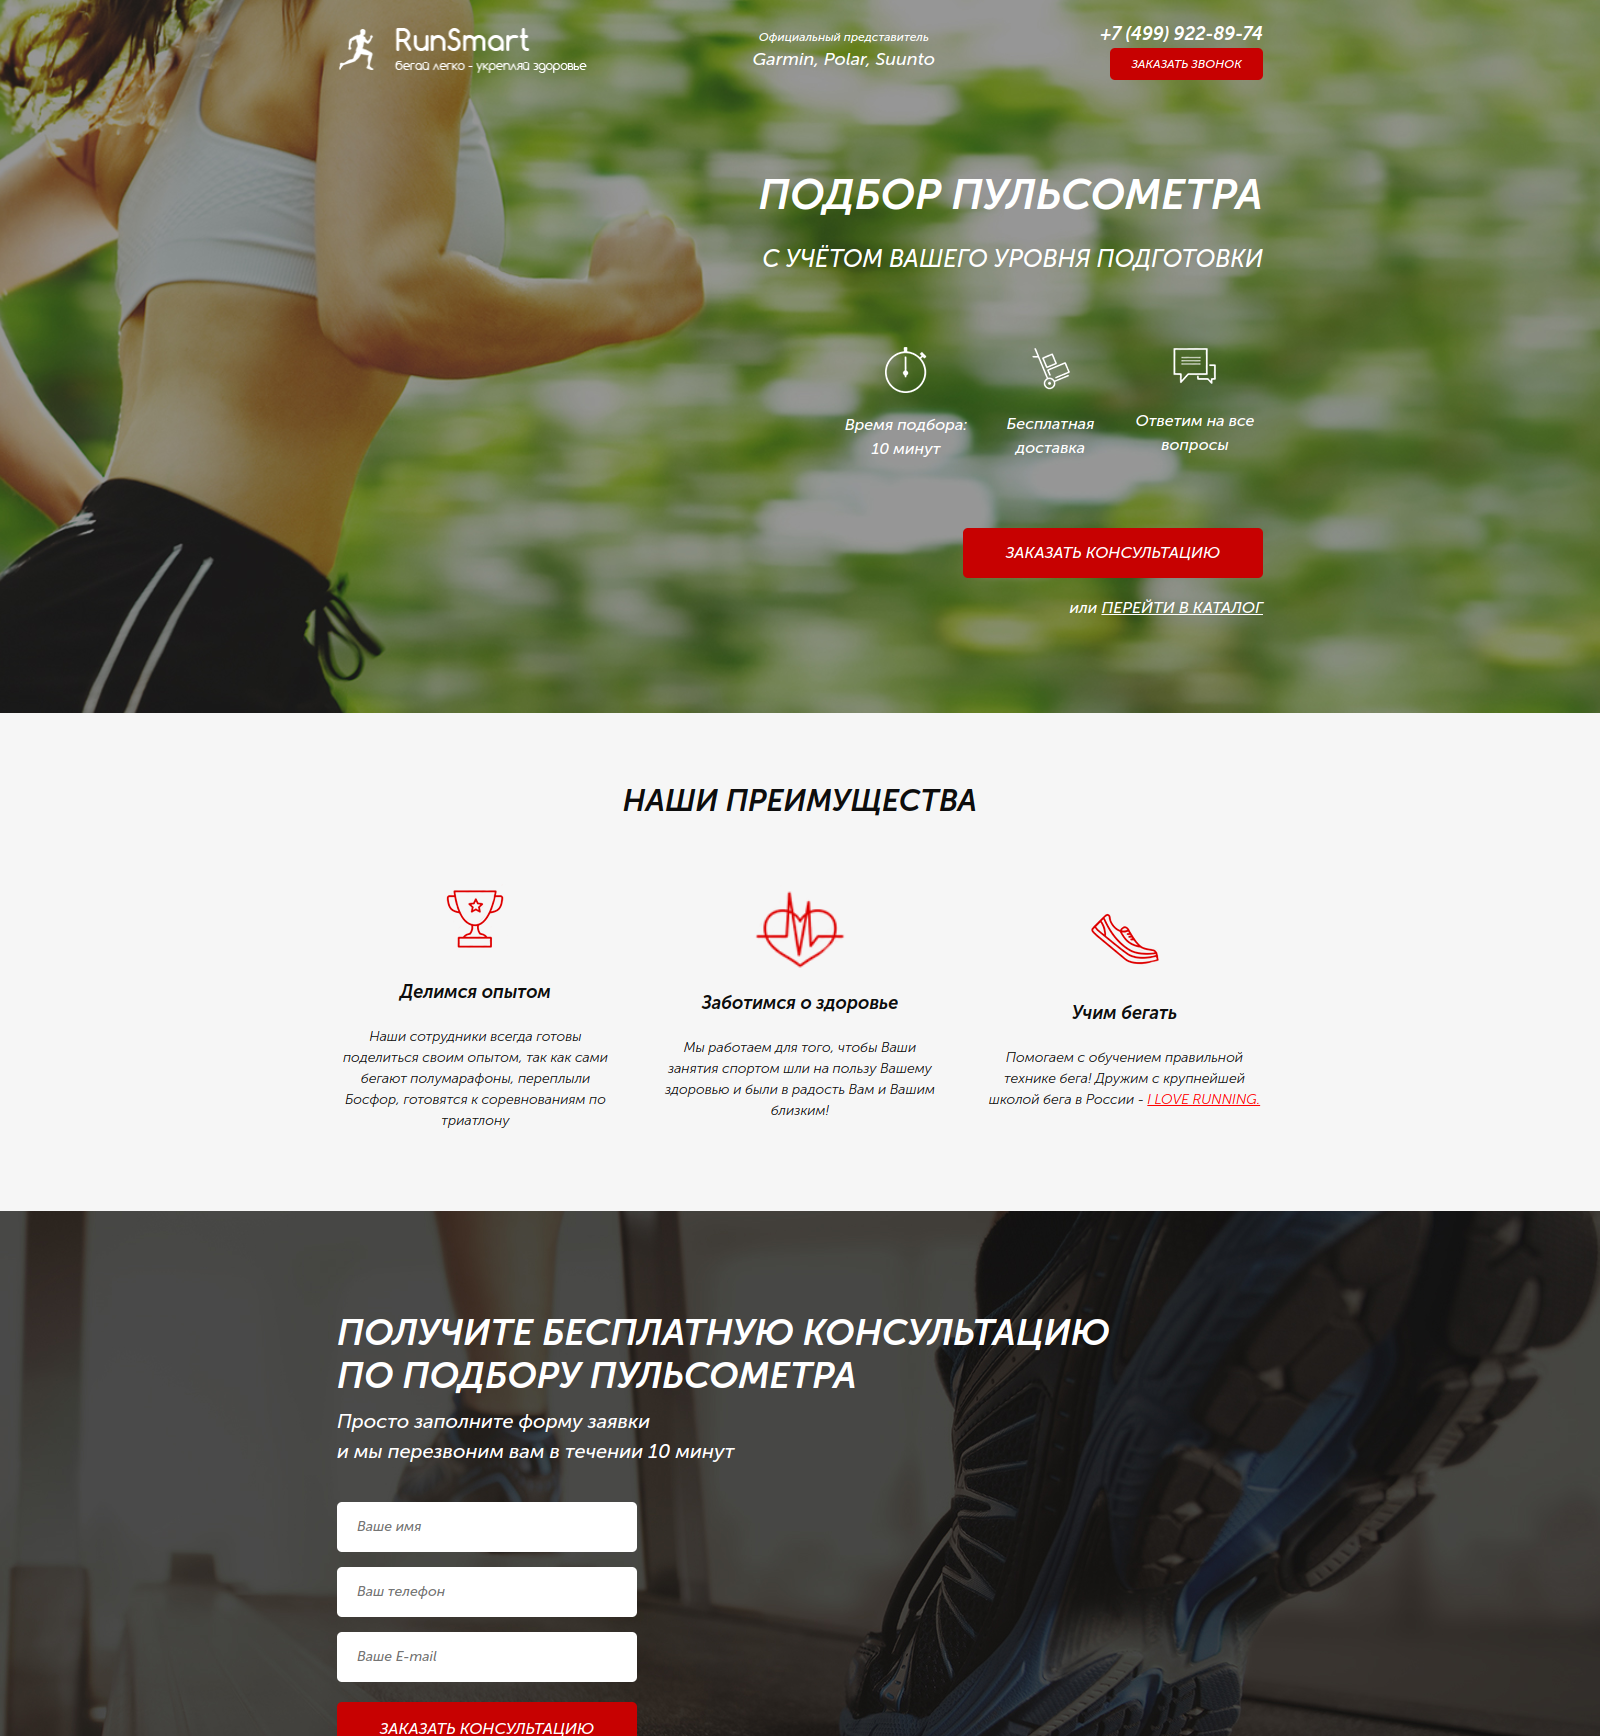 RunSmart
бегай легко - укрепляй здоровье
Официальный представитель
Garmin, Polar, Suunto
+7 (499) 922-89-74
ЗАКАЗАТЬ ЗВОНОК
ПОДБОР ПУЛЬСОМЕТРА
С УЧЁТОМ ВАШЕГО УРОВНЯ ПОДГОТОВКИ
Время подбора:
10 минут
Бесплатная
доставка
Ответим на все
вопросы
ЗАКАЗАТЬ КОНСУЛЬТАЦИЮ
или ПЕРЕЙТИ В КАТАЛОГ
НАШИ ПРЕИМУЩЕСТВА
Делимся опытом
Наши сотрудники всегда готовы
поделиться своим опытом, так как сами
бегают полумарафоны, переплыли
Босфор, готовятся к соревнованиям по
триатлону
Заботимся о здоровье
Мы работаем для того, чтобы Ваши
занятия спортом шли на пользу Вашему
здоровью и были в радость Вам и Вашим
близким!
Учим бегать
Помогаем с обучением правильной
технике бега! Дружим с крупнейшей
школой бега в России - I LOVE RUNNING.
ПОЛУЧИТЕ БЕСПЛАТНУЮ КОНСУЛЬТАЦИЮ
ПО ПОДБОРУ ПУЛЬСОМЕТРА
Просто заполните форму заявки
и мы перезвоним вам в течении 10 минут
Ваше имя
Ваш телефон
Ваше E-mail
ЗАКАЗАТЬ КОНСУЛЬТАЦИЮ